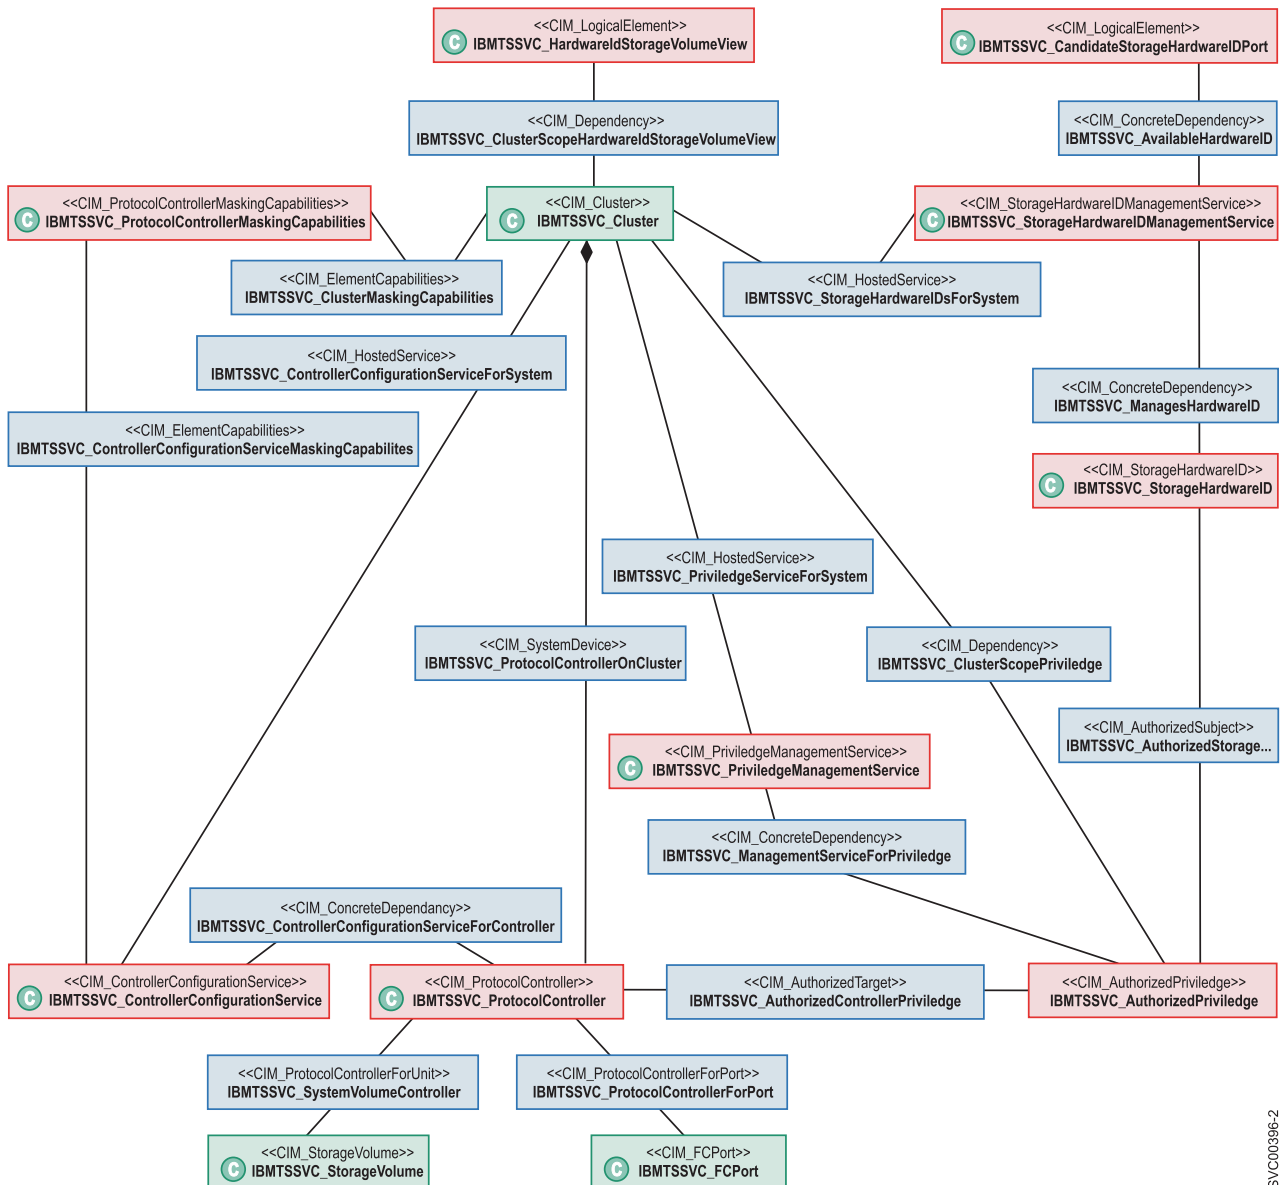 <<CIM_LogicalElement>>
IBMTSSVC_HardwareIdStorageVolumeView
<<CIM_LogicalElement>>
IBMTSSVC_CandidateStorageHardwareIDPort
<<CIM_Dependency>>
IBMTSSVC_ClusterScopeHardwareIdStorageVolumeView
<<CIM_ConcreteDependency>>
IBMTSSVC_AvailableHardwareID
<<CIM_ProtocolControllerMaskingCapabilities>>
IBMTSSVC_ProtocolControllerMaskingCapabilities
<<CIM_Cluster>>
IBMTSSVC_Cluster
<<CIM_StorageHardwareIDManagementService>>
IBMTSSVC_StorageHardwareIDManagementService
<<CIM_ElementCapabilities>>
IBMTSSVC_ClusterMaskingCapabilities
<<CIM_HostedService>>
IBMTSSVC_StorageHardwareIDsForSystem
<<CIM_HostedService>>
IBMTSSVC_ControllerConfigurationServiceForSystem
<<CIM_ConcreteDependency>>
IBMTSSVC_ManagesHardwareID
<<CIM_ElementCapabilities>>
IBMTSSVC_ControllerConfigurationServiceMaskingCapabilites
<<CIM_StorageHardwareID>>
IBMTSSVC_StorageHardwareID
<<CIM_HostedService>>
IBMTSSVC_PriviledgeServiceForSystem
<<CIM_SystemDevice>>
IBMTSSVC_ProtocolControllerOnCluster
<<CIM_Dependency>>
IBMTSSVC_ClusterScopePriviledge
<<CIM_AuthorizedSubject>>
IBMTSSVC_AuthorizedStorage...
<<CIM_PriviledgeManagementService>>
IBMTSSVC_PriviledgeManagementService
<<CIM_ConcreteDependency>>
IBMTSSVC_ManagementServiceForPriviledge
<<CIM_ConcreteDependancy>>
IBMTSSVC_ControllerConfigurationServiceForController
<<CIM_ControllerConfigurationService>>
IBMTSSVC_ControllerConfigurationService
<<CIM_ProtocolController>>
IBMTSSVC_ProtocolController
<<CIM_AuthorizedTarget>>
IBMTSSVC_AuthorizedControllerPriviledge
<<CIM_AuthorizedPriviledge>>
IBMTSSVC_AuthorizedPriviledge
<<CIM_ProtocolControllerForUnit>>
IBMTSSVC_SystemVolumeController
<<CIM_ProtocolControllerForPort>>
IBMTSSVC_ProtocolControllerForPort
<<CIM_StorageVolume>>
IBMTSSVC_StorageVolume
<<CIM_FCPort>>
IBMTSSVC_FCPort
SVC00396-2
C
C
C
C
C
C
C
C
C
C
C